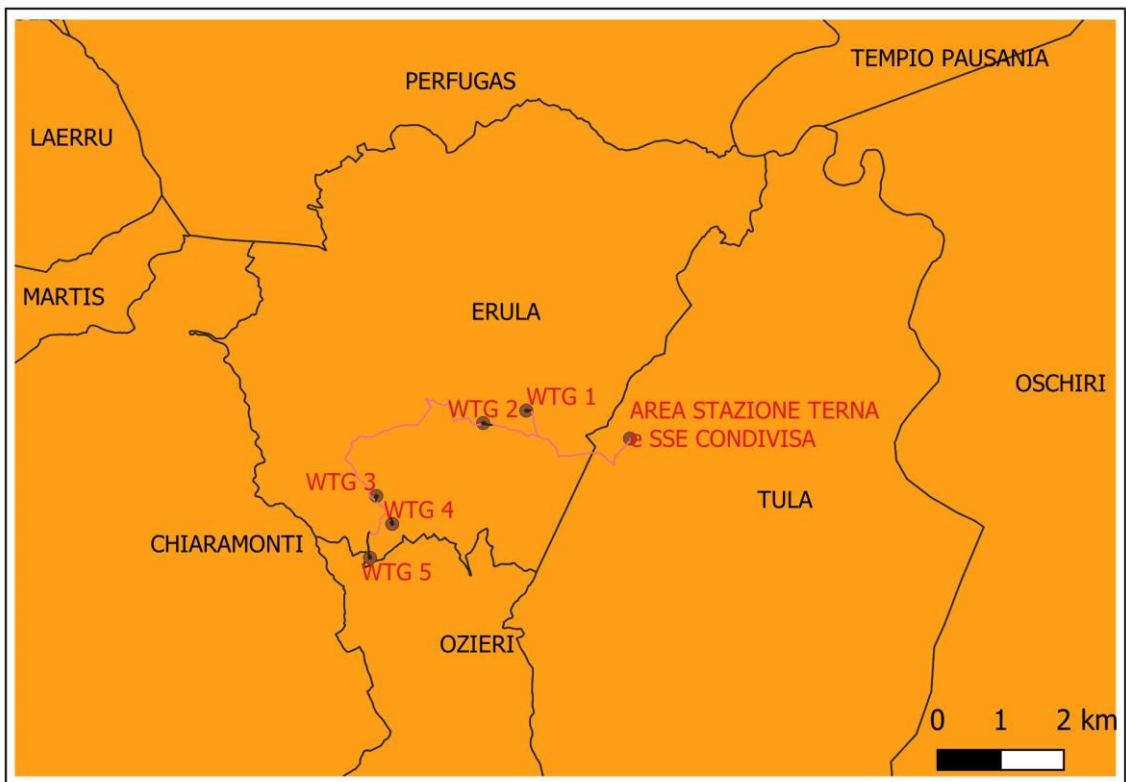 TEMPIO PAUSANIA
PERFUGAS
LAERRU
MARTIS
ERULA
OSCHIRI
WTG 1
WTG 2
AREA STAZIONE TERNA
e SSE CONDIVISA
WTG 3
TULA
WTG 4
CHIARAMONTI
WTG 5
OZIERI
0 1 2 km